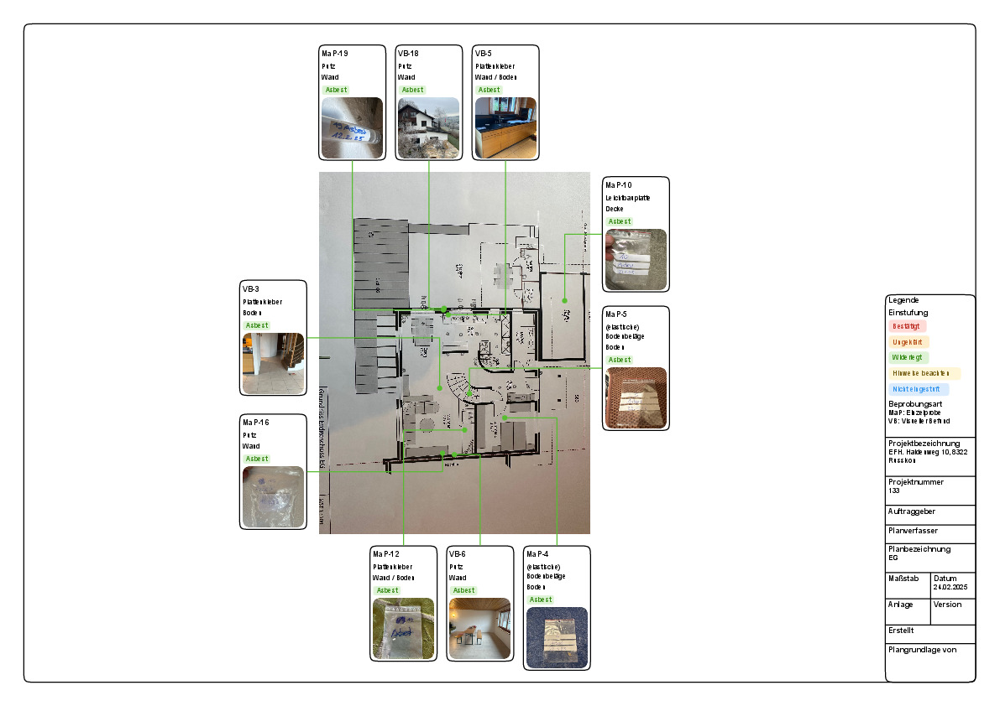 MaP-19
Putz
Wand
Asbest
VB-18
Putz
Wand
Asbest
VB-5
Plattenkleber
Wand / Boden
Asbest
MaP-10
Leichtbauplatte
Decke
Asbest
VB-3
Plattenkleber
Boden
Asbest
MaP-5
(elastische)
Bodenbeläge
Boden
Asbest
MaP-16
Putz
Wand
Asbest
Grundriss Erdgeschoss EG
MaP-12
Plattenkleber
Wand / Boden
Asbest
VB-6
Putz
Wand
Asbest
MaP-4
(elastische)
Bodenbeläge
Boden
Asbest
Legende
Einstufung
Bestätigt
Ungeklärt
Widerlegt
Hinweise beachten
Nicht eingestuft
Beprobungsart
MaP: Einzelprobe
VB: Visueller Befund
Projektbezeichnung
EFH. Haldenweg 10, 8322
Russkon
Projektnummer
133
Auftraggeber
Planverfasser
Planbezeichnung
EG
Maßstab
Datum
24.02.2025
Anlage
Version
Erstellt
Plangrundlage von